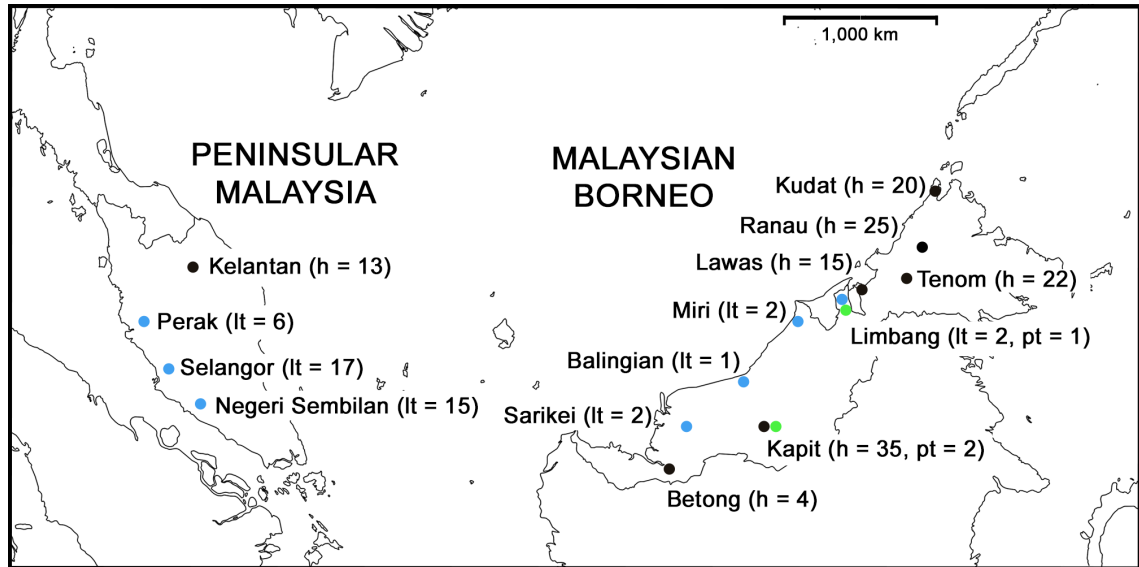 1,000 km
PENINSULAR
MALAYSIA
MALAYSIAN
BORNEO
Kudat (h = 20)
Ranau (h = 25)
Lawas (h = 15)
Tenom (h = 22)
Kelantan (h = 13)
Miri (lt = 2)
Perak (lt = 6)
Limbang (lt = 2, pt = 1)
Balingian (lt = 1)
Selangor (lt = 17)
Negeri Sembilan (lt = 15)
Sarikei (lt = 2)
Kapit (h = 35, pt = 2)
Betong (h = 4)